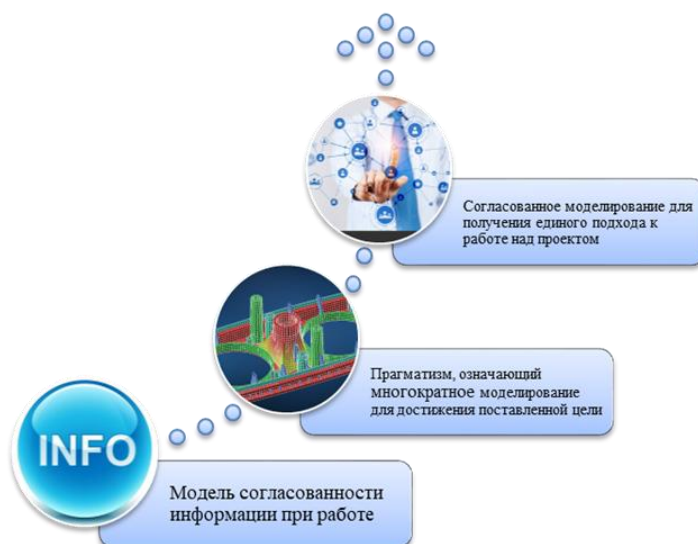 Согласованное моделирование для
получения единого подхода к
работе над проектом
Прагматизм, означающий
многократное моделирование
для достижения поставленной цели
INFO
Модель согласованности
информации при работе